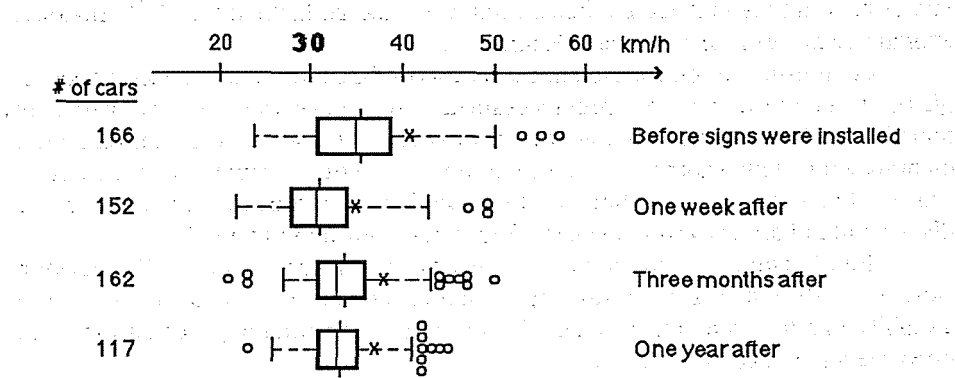 20 30 40 50 60 km/h
# of cars
166 Before signs were installed
152 One week after
162 Three months after
117 One year after